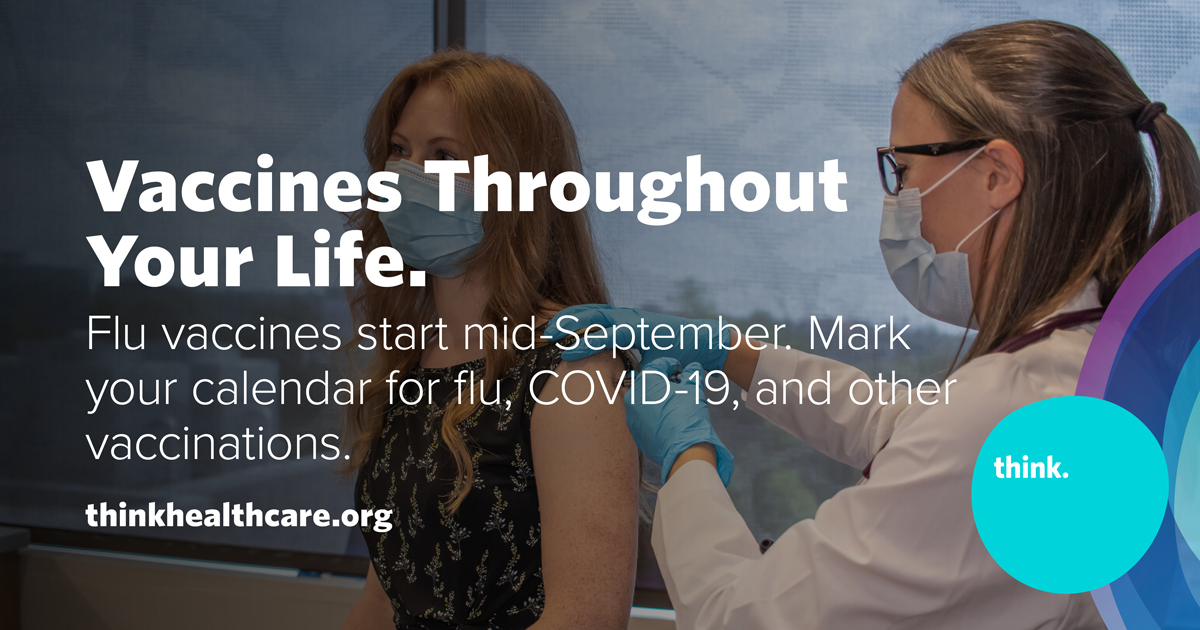 Vaccines Throughout
Your Life.
Flu vaccines start mid-September. Mark
your calendar for flu, COVID-19, and other
vaccinations.
thinkhealthcare.org
think.